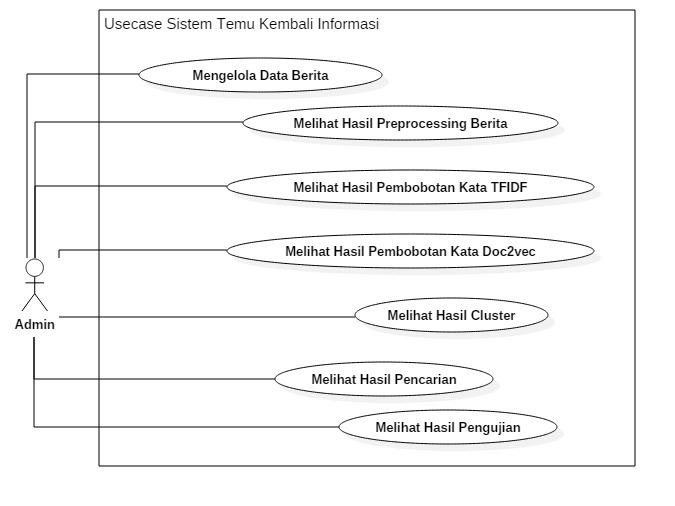 Usecase Sistem Temu Kembali Informasi
Mengelola Data Berita
Melihat Hasil Preprocessing Berita
Melihat Hasil Pembobotan Kata TFIDF
Melihat Hasil Pembobotan Kata Doc2vec
Melihat Hasil Cluster
Admin
Melihat Hasil Pencarian
Melihat Hasil Pengujian